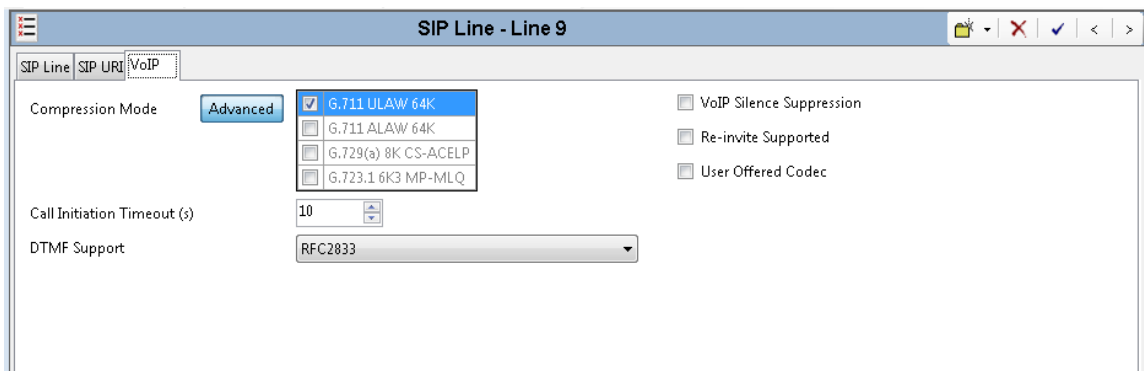 SIP Line - Line 9
SIP Line SIP URI VoIP
Compression Mode Advanced G.711 ULAW 64K
G.711 ALAW 64K
G.729(a) 8K CS-ACELP
G.723.1 6K3 MP-MLQ
VoIP Silence Suppression
Re-invite Supported
User Offered Codec
Call Initiation Timeout (s) 10
DTMF Support RFC2833